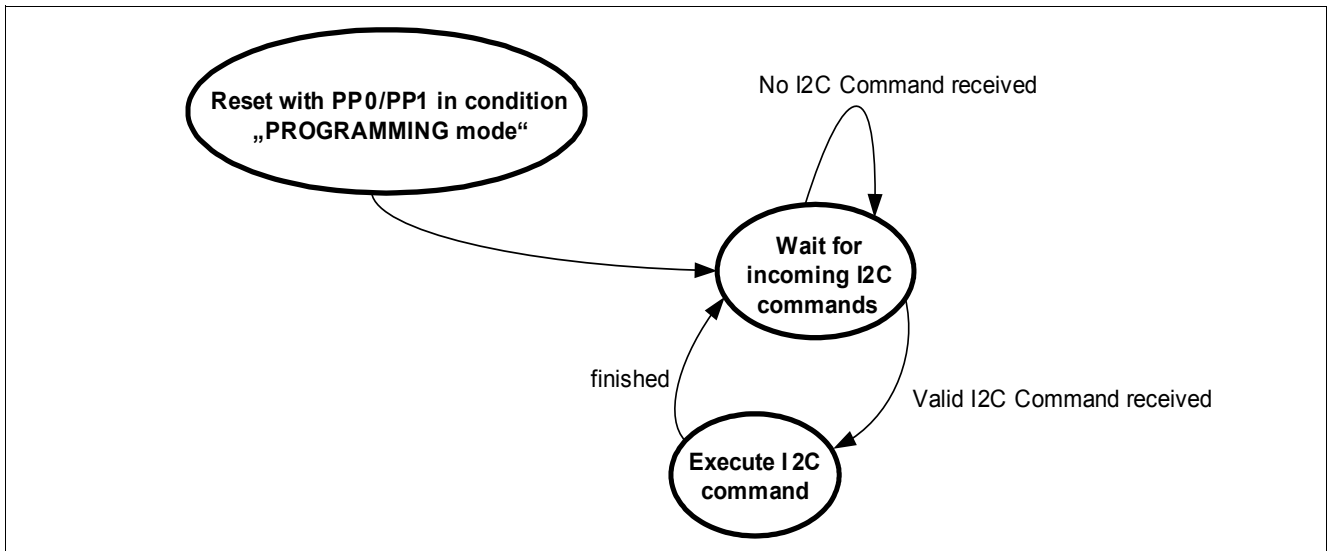 Reset with PP0/PP1 in condition
„PROGRAMMING mode“
No I2C Command received
Wait for
incoming I2C
commands
finished
Valid I2C Command received
Execute I2C
command